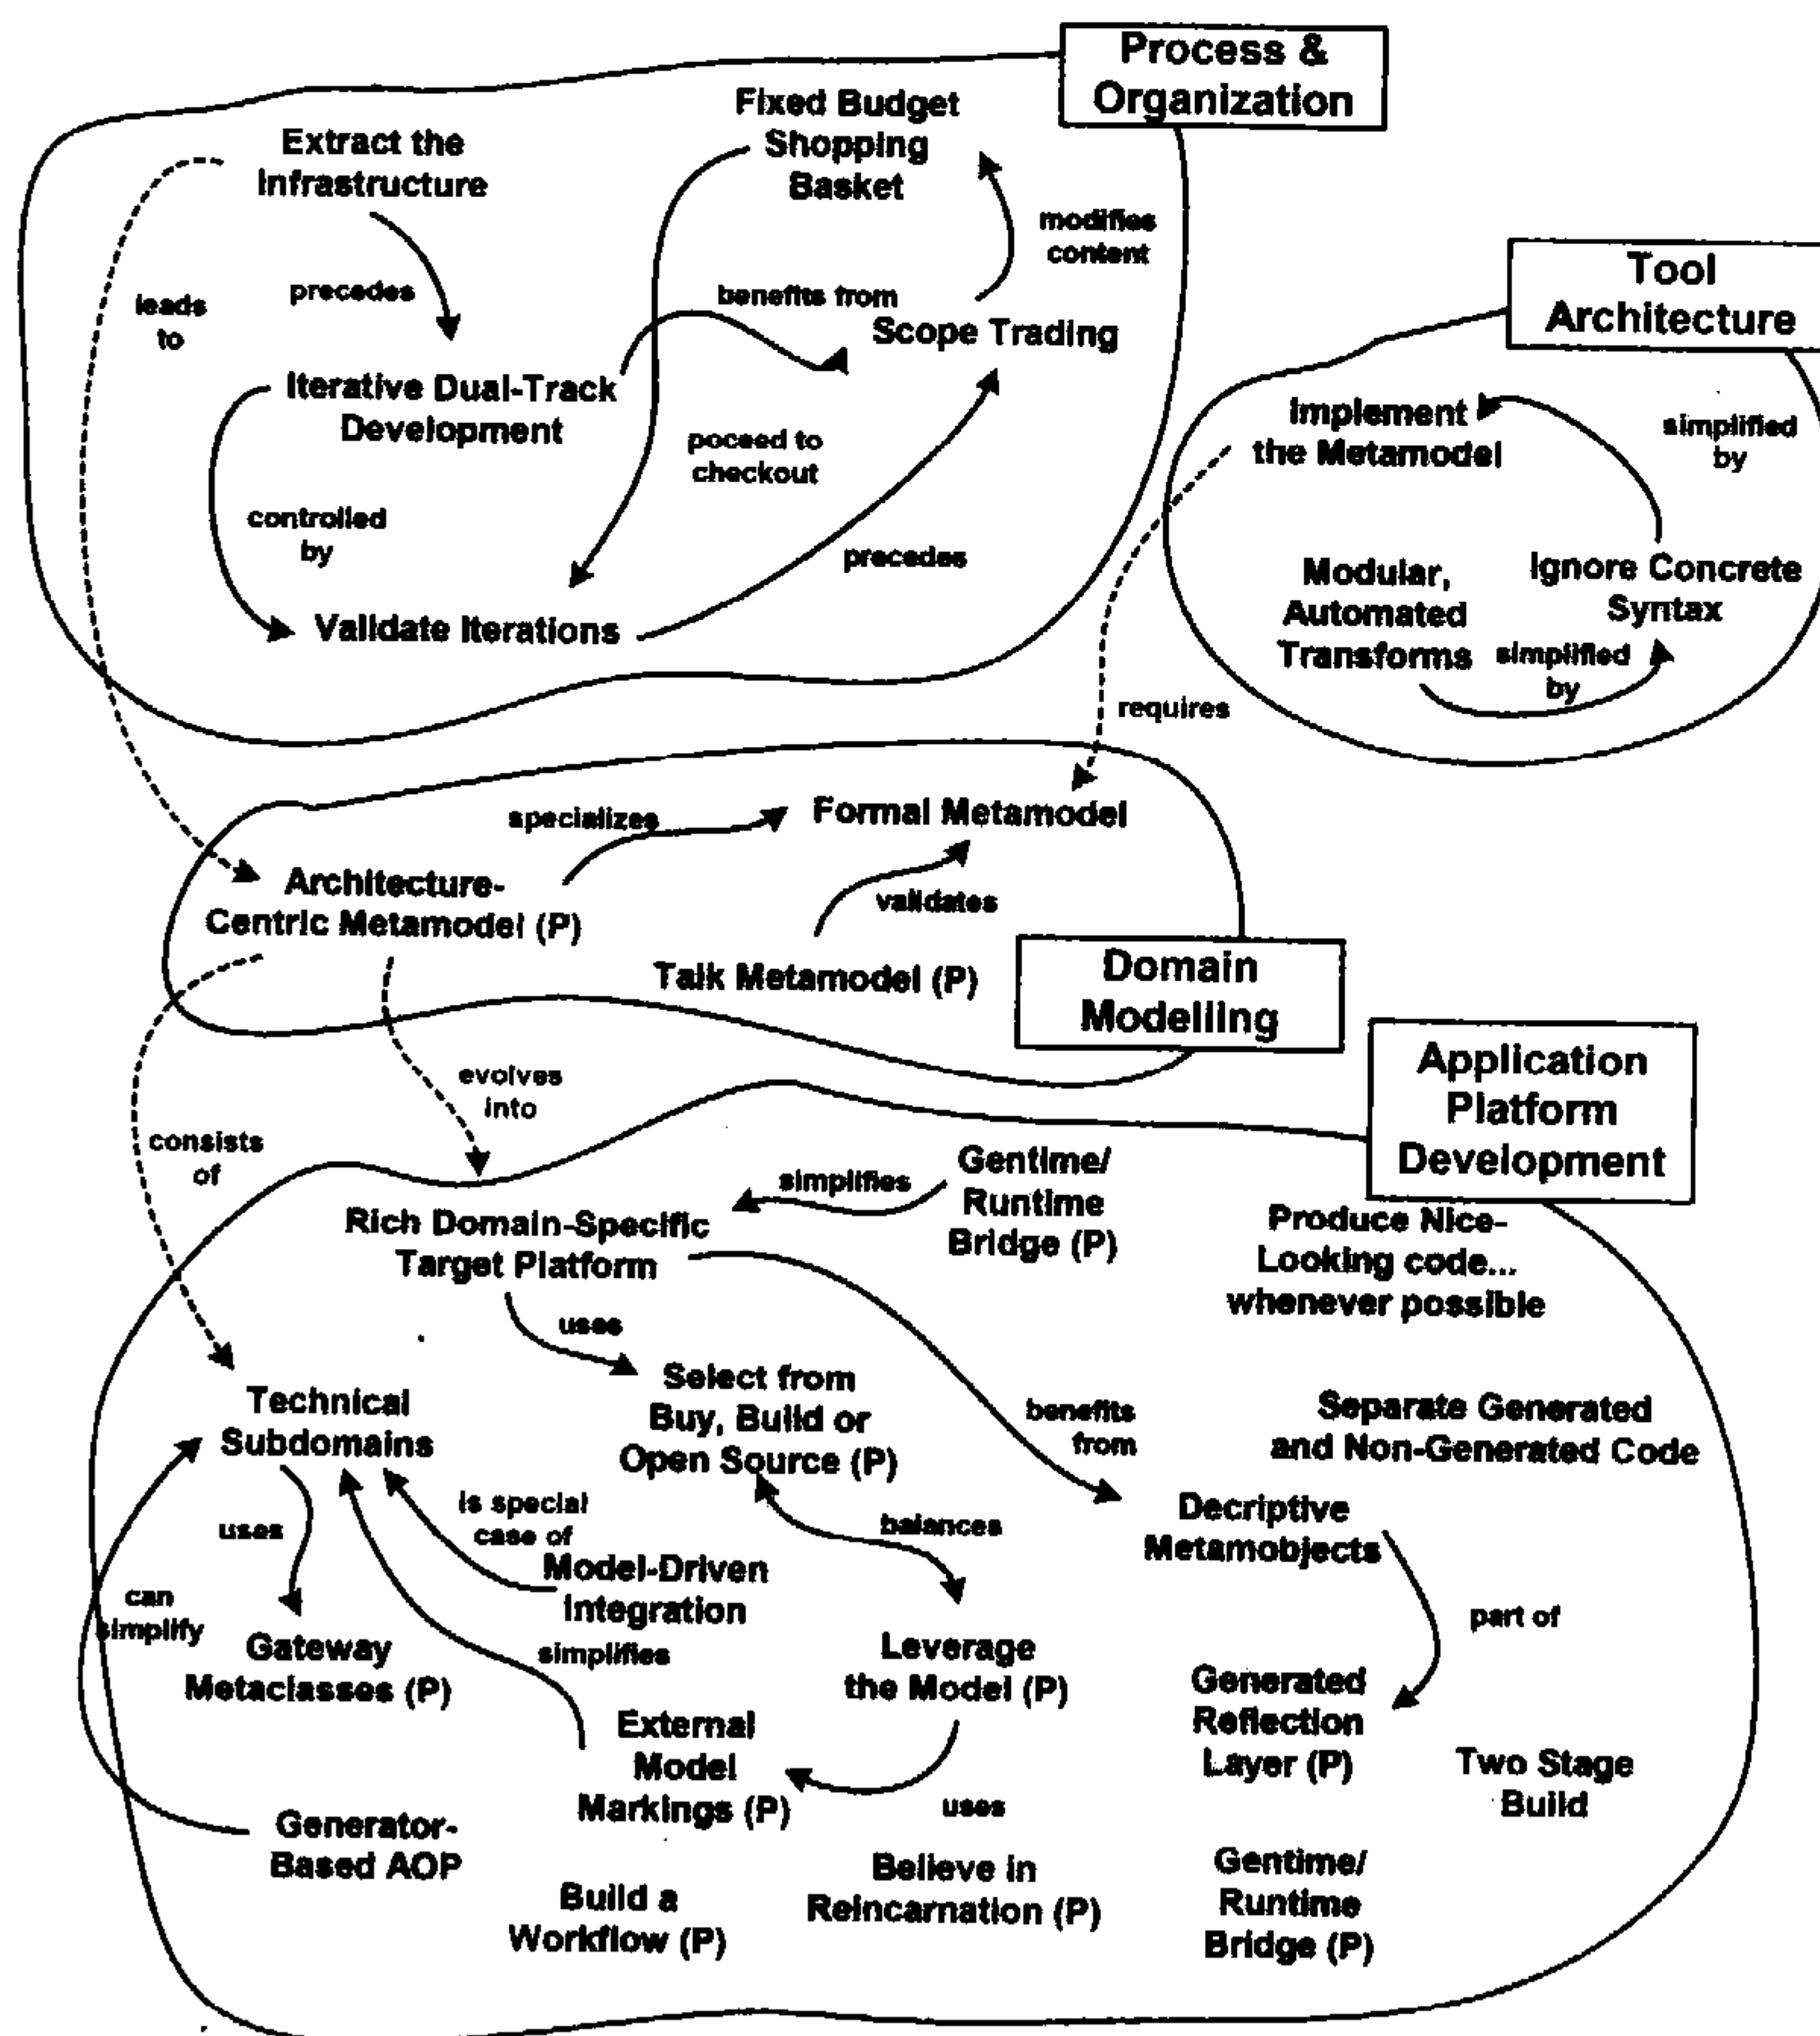 Process &
Organization
Fixed Budget
Shopping
Basket
Extract the
Infrastructure
modifies
content
leads
to
precedes
benefits from
Scope Trading
Iterative Dual-Track
Development
poceed to
checkout
controlled
by
precedes
Validate Iterations
Tool
Architecture
Implement
the Metamodel
simplified
by
Modular,
Automated
Transforms
Ignore Concrete
Syntax
simplified
by
requires
specializes
Formal Metamodel
Architecture-
Centric Metamodel (P)
validates
Talk Metamodel (P)
Domain
Modelling
evolves
into
consists
of
Application
Platform
Development
simplifies
Gentime/
Runtime
Bridge (P)
Rich Domain-Specific
Target Platform
Produce Nice-
Looking code...
whenever possible
uses
Select from
Buy, Build or
Open Source (P)
benefits
from
Separate Generated
and Non-Generated Code
Technical
Subdomains
is special
case of
uses
balances
Decriptive
Metamobjects
Model-Driven
Integration
can
simplify
part of
Gateway
Metaclasses (P)
simplifies
Leverage
the Model (P)
Generated
Reflection
Layer (P)
External
Model
Markings (P)
Two Stage
Build
uses
Generator-
Based AOP
Believe in
Reincarnation (P)
Gentime/
Runtime
Bridge (P)
Build a
Workflow (P)